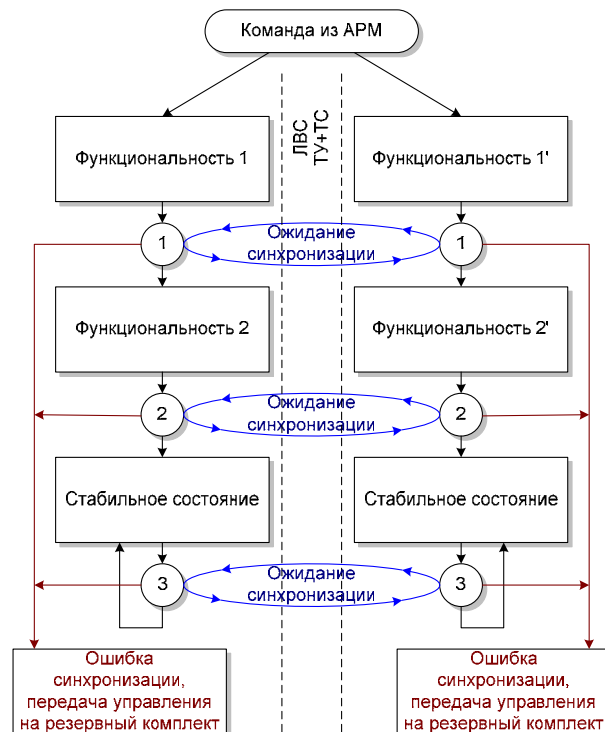 Команда из АРМ
ЛВС
ТУ+ТС
Функциональность 1
Функциональность 1'
1
Ожидание
синхронизации
1
Функциональность 2
Функциональность 2'
2
Ожидание
синхронизации
2
Стабильное состояние
Стабильное состояние
3
Ожидание
синхронизации
3
Ошибка
синхронизации,
передача управления
на резервный комплект
Ошибка
синхронизации,
передача управления
на резервный комплект